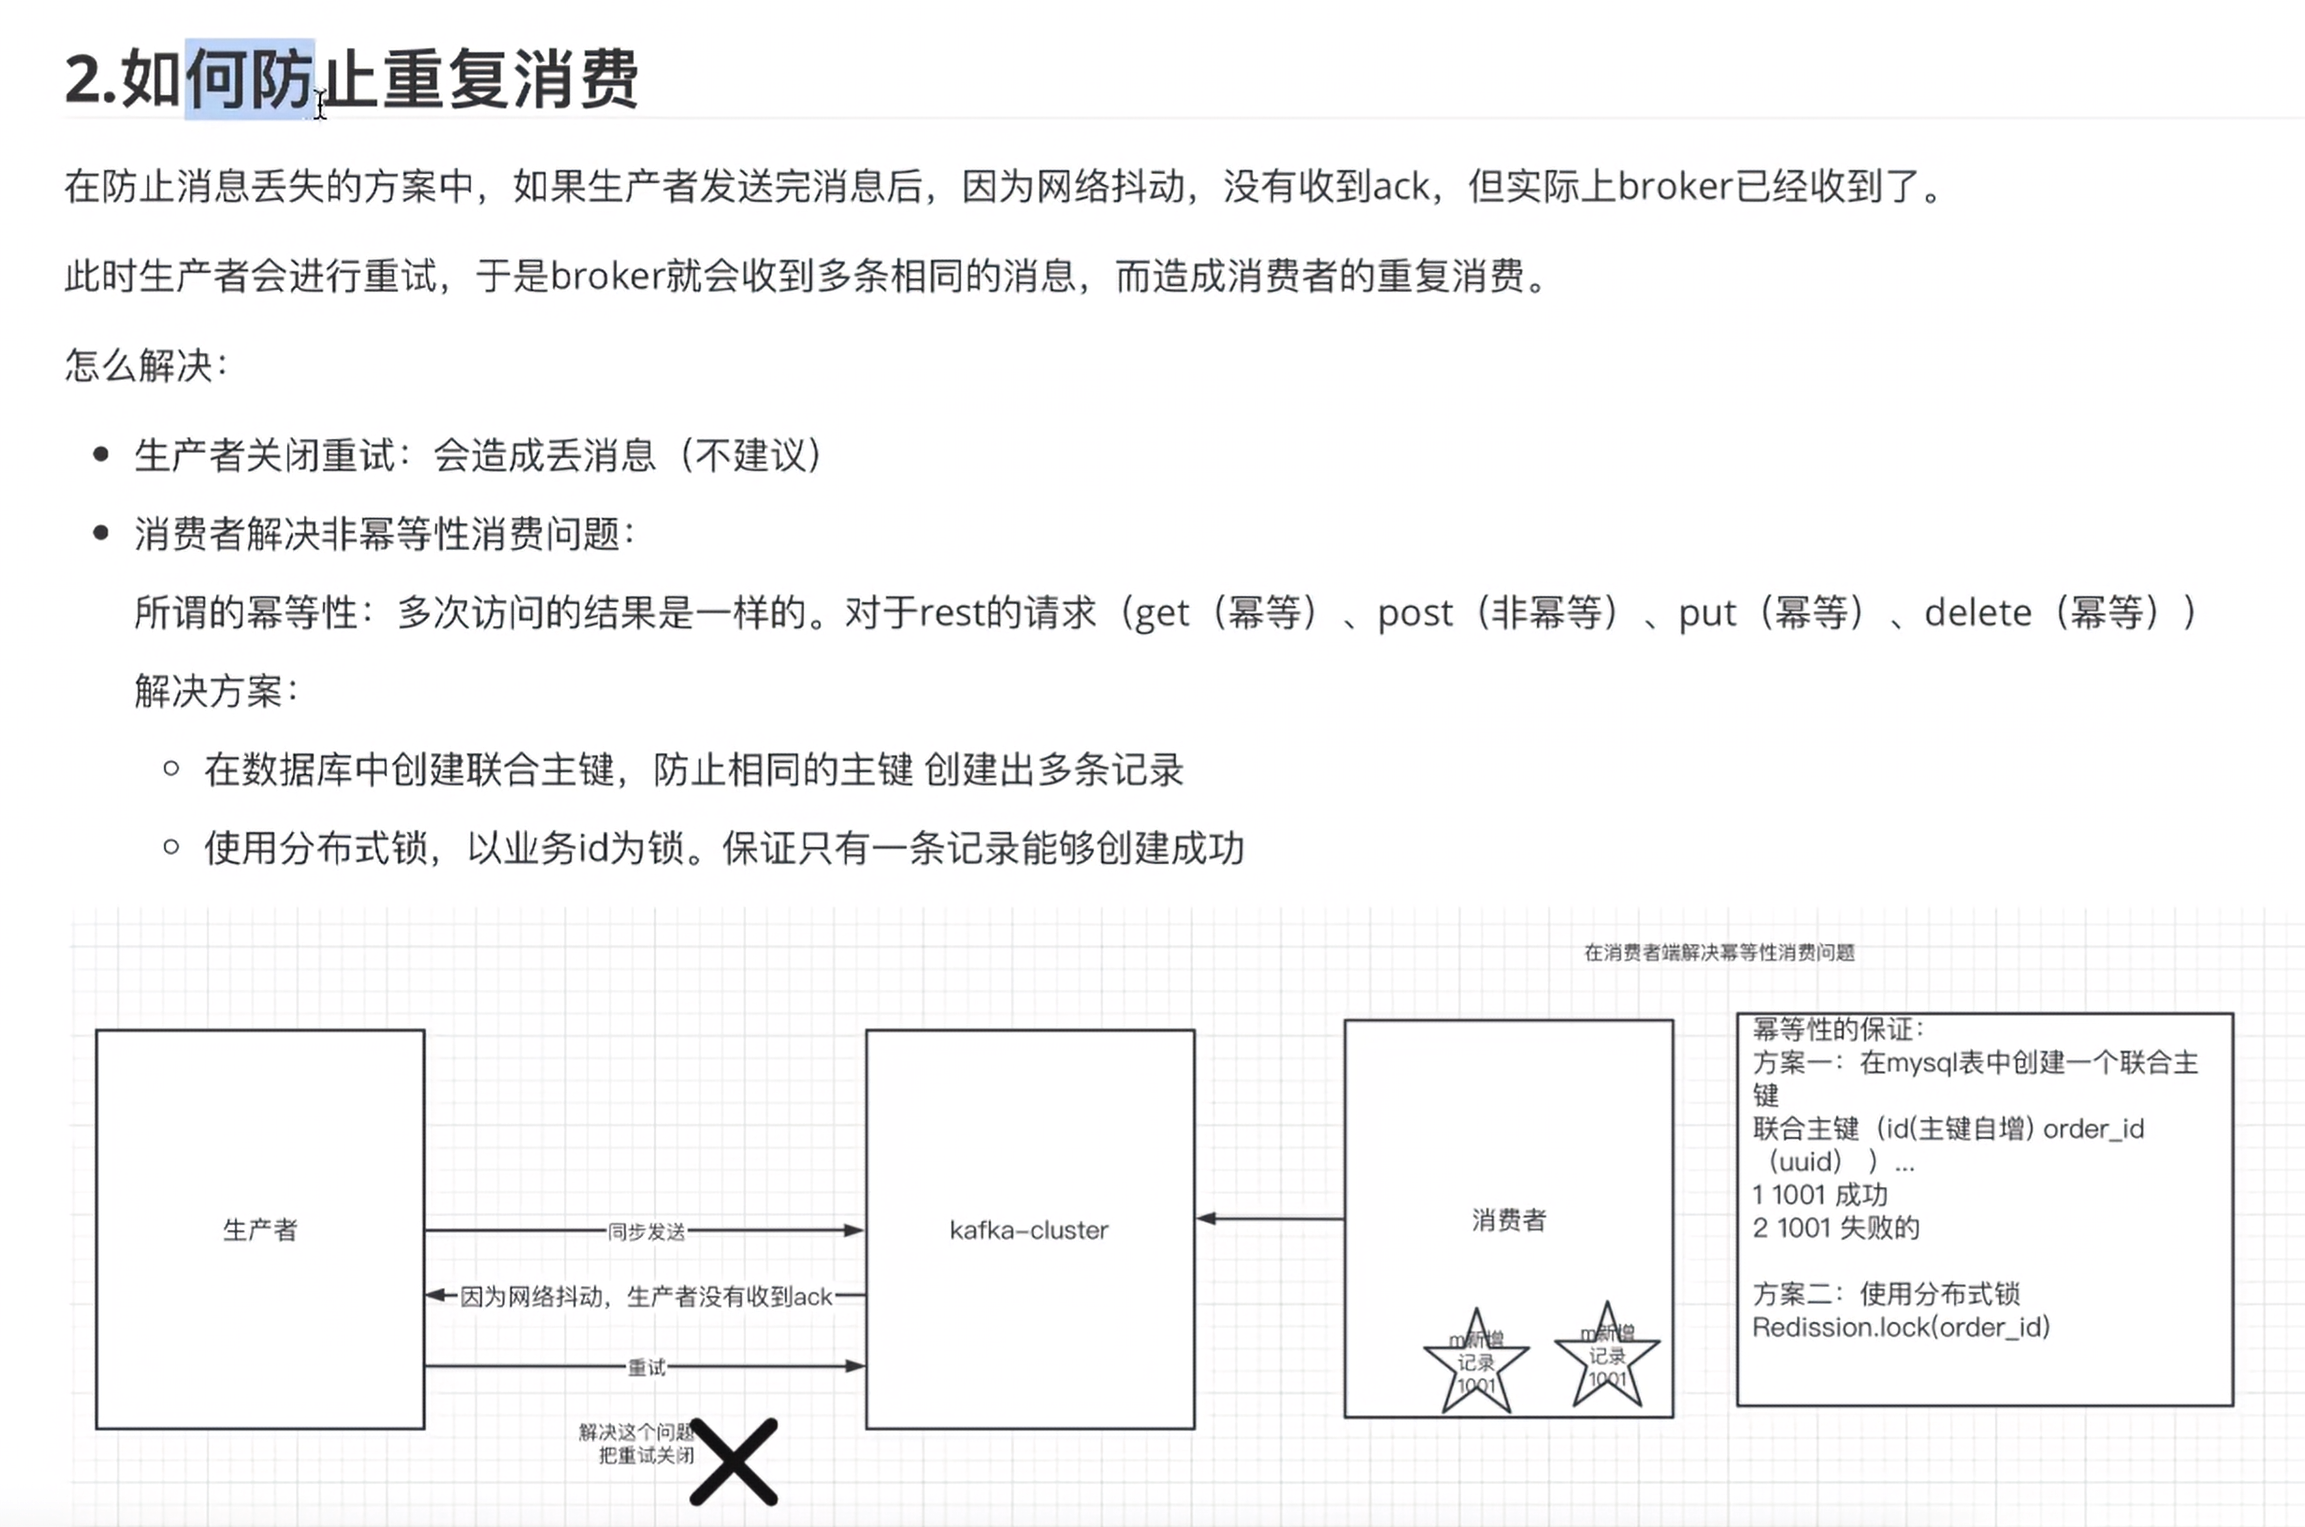 2.如何防止重复消费
在防止消息丢失的方案中，如果生产者发送完消息后，因为网络抖动，没有收到ack，但实际上broker已经收到了。
此时生产者会进行重试，于是broker就会收到多条相同的消息，而造成消费者的重复消费。
怎么解决：
生产者关闭重试：会造成丢消息（不建议）
消费者解决非幂等性消费问题：
所谓的幂等性：多次访问的结果是一样的。对于rest的请求（get（幂等）、post（非幂等）、put（幂等）、delete（幂等））
解决方案：
在数据库中创建联合主键，防止相同的主键 创建出多条记录
使用分布式锁，以业务id为锁。保证只有一条记录能够创建成功
在消费者端解决幂等性消费问题
生产者
同步发送
因为网络抖动，生产者没有收到ack
重试
解决这个问题
把重试关闭
kafka-cluster
消费者
m新增
记录
1001
m新增
记录
1001
幂等性的保证：
方案一：在mysql表中创建一个联合主
键
联合主键（id(主键自增) order_id
（uuid） ）...
1 1001 成功
2 1001 失败的
方案二：使用分布式锁
Redission.lock(order_id)